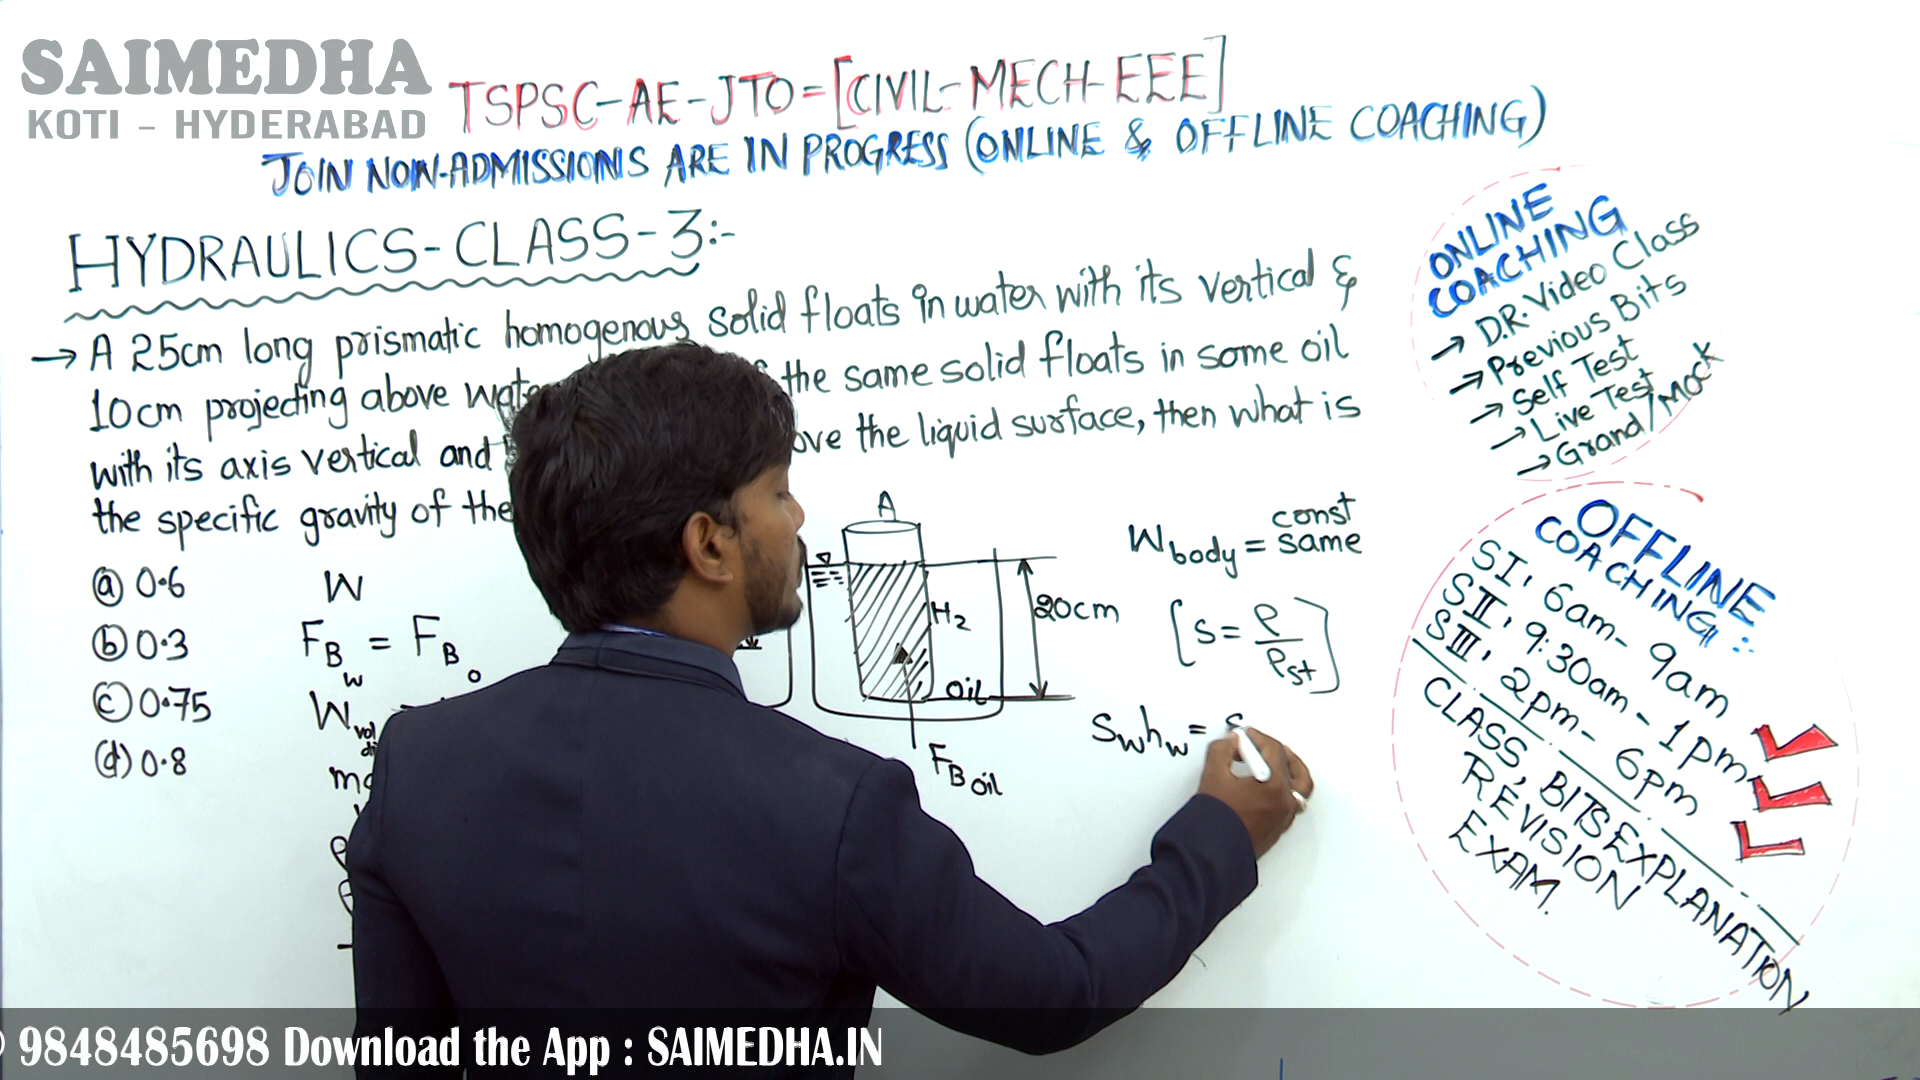 SAIMEDHA
KOTI - HYDERABAD
TSPSC-AE-JTO=[CIVIL-MECH-EEE]
JOIN NOW-ADMISSIONS ARE IN PROGRESS (ONLINE & OFFLINE COACHING)
HYDRAULICS-CLASS-3:-
→ A 25cm long prismatic homogenous solid floats in water with its vertical &
10cm projecting above the same solid floats in some oil
with its axis vertical and the liquid surface, then what is
the specific gravity of the
(a) 0.6
(b) 0.3
(c) 0.75
(d) 0.8
W
F_Bw = F_Bo
W
A
H₂
20cm
oil
F_B oil
W_body = const
same
[S = ρ/ρst]
S_w h_w = S
ONLINE
COACHING
→ D.R. Video Class
→ Previous Bits
→ Self Test
→ Live Test
→ Grand/Mock
OFFLINE
COACHING:
SI, 6am - 9am
SII, 9:30am - 1pm
SIII, 2pm - 6pm
CLASS, BITS EXPLANATION
REVISION
EXAM.
9848485698 Download the App : SAIMEDHA.IN